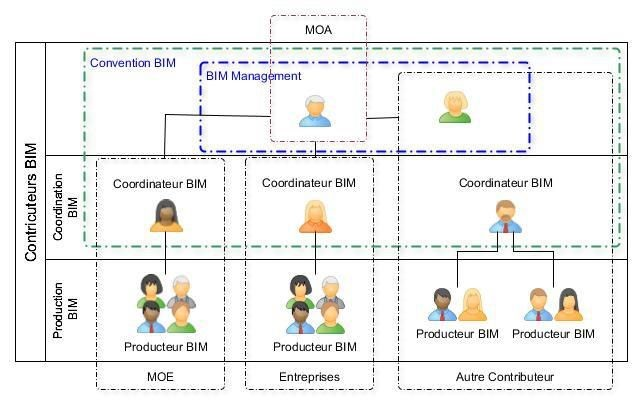 MOA
Convention BIM
BIM Management
Contricuteurs BIM
Coordination
BIM
Coordinateur BIM
Coordinateur BIM
Coordinateur BIM
Production
BIM
Producteur BIM
Producteur BIM
Producteur BIM
Producteur BIM
MOE
Entreprises
Autre Contributeur